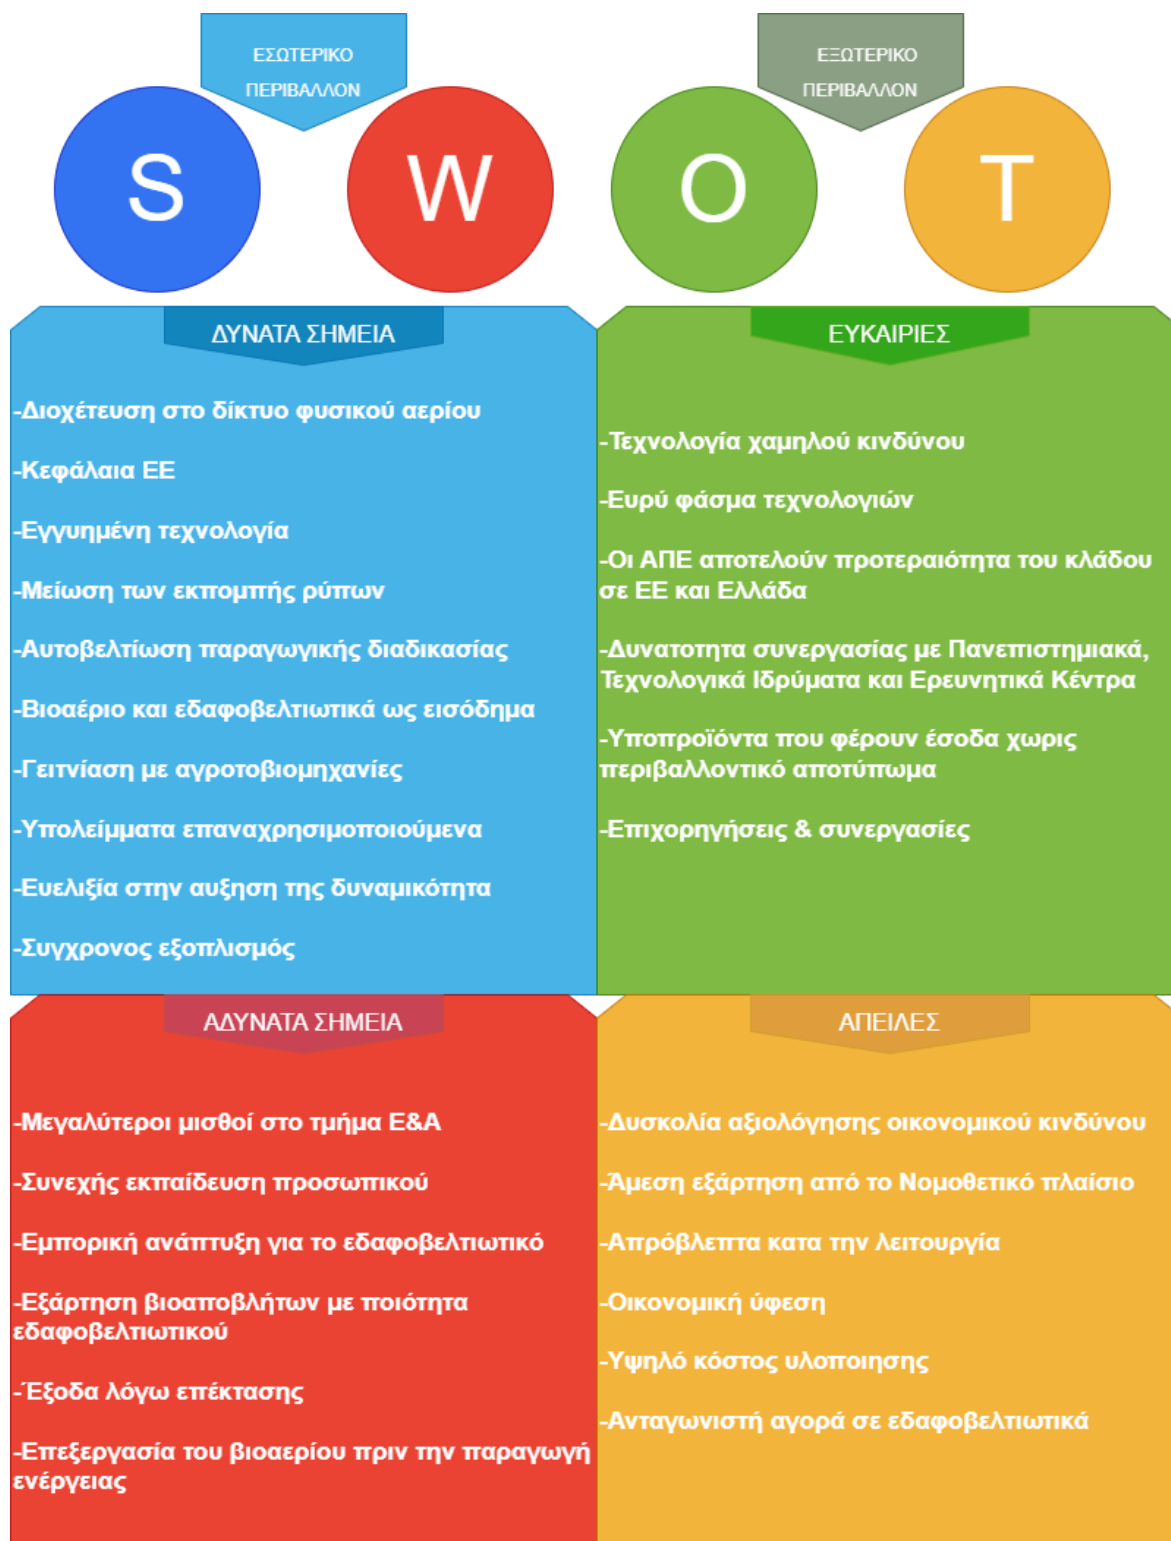 ΕΣΩΤΕΡΙΚΟ
ΠΕΡΙΒΑΛΛΟΝ
ΕΞΩΤΕΡΙΚΟ
ΠΕΡΙΒΑΛΛΟΝ
S
W
O
T
ΔΥΝΑΤΑ ΣΗΜΕΙΑ
-Διοχέτευση στο δίκτυο φυσικού αερίου
-Κεφάλαια ΕΕ
-Εγγυημένη τεχνολογία
-Μείωση των εκπομπής ρύπων
-Αυτοβελτίωση παραγωγικής διαδικασίας
-Βιοαέριο και εδαφοβελτιωτικά ως εισόδημα
-Γειτνίαση με αγροτοβιομηχανίες
-Υπολείμματα επαναχρησιμοποιούμενα
-Ευελιξία στην αυξηση της δυναμικότητα
-Συγχρονος εξοπλισμός
ΕΥΚΑΙΡΙΕΣ
-Τεχνολογία χαμηλού κινδύνου
-Ευρύ φάσμα τεχνολογιών
-Οι ΑΠΕ αποτελούν προτεραιότητα του κλάδου
σε ΕΕ και Ελλάδα
-Δυνατοτητα συνεργασίας με Πανεπιστημιακά,
Τεχνολογικά Ιδρύματα και Ερευνητικά Κέντρα
-Υποπροϊόντα που φέρουν έσοδα χωρις
περιβαλλοντικό αποτύπωμα
-Επιχορηγήσεις & συνεργασίες
ΑΔΥΝΑΤΑ ΣΗΜΕΙΑ
-Μεγαλύτεροι μισθοί στο τμήμα Ε&Α
-Συνεχής εκπαίδευση προσωπικού
-Εμπορική ανάπτυξη για το εδαφοβελτιωτικό
-Εξάρτηση βιοαποβλήτων με ποιότητα
εδαφοβελτιωτικού
-Έξοδα λόγω επέκτασης
-Επεξεργασία του βιοαερίου πριν την παραγωγή
ενέργειας
ΑΠΕΙΛΕΣ
-Δυσκολία αξιολόγησης οικονομικού κινδύνου
-Άμεση εξάρτηση από το Νομοθετικό πλαίσιο
-Απρόβλεπτα κατα την λειτουργία
-Οικονομική ύφεση
-Υψηλό κόστος υλοποιησης
-Ανταγωνιστή αγορά σε εδαφοβελτιωτικά